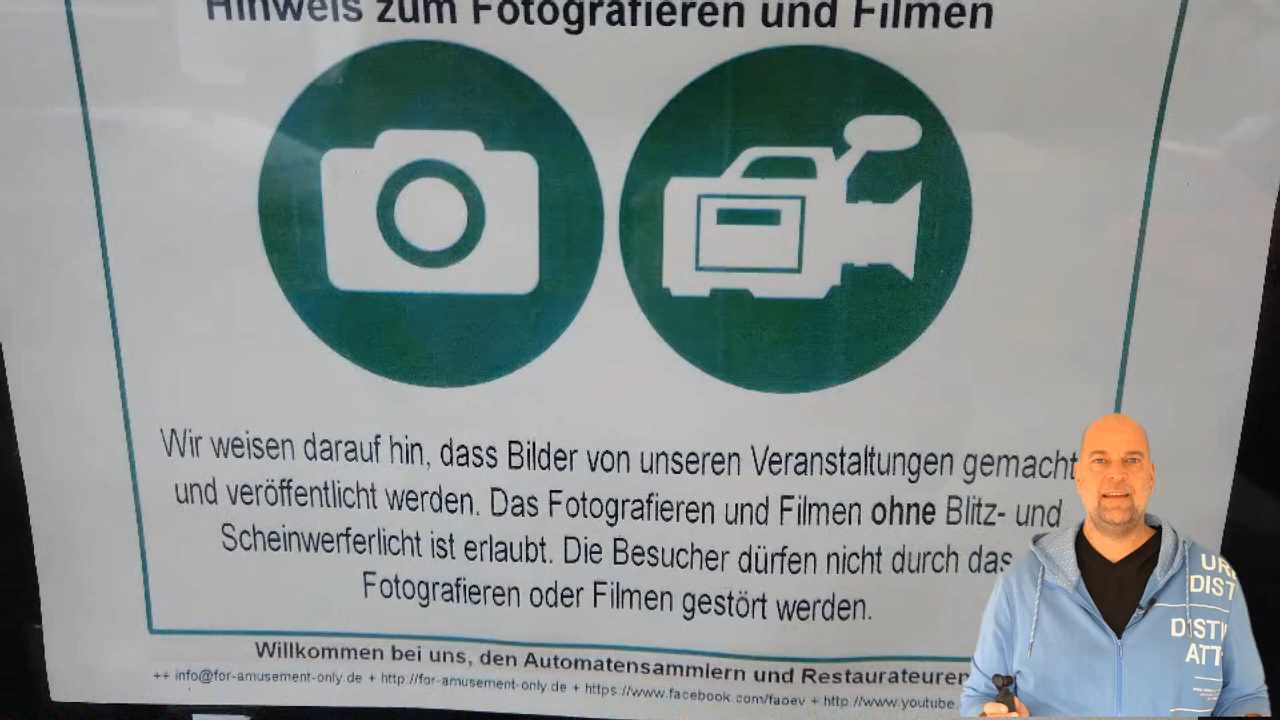 Hinweis zum Fotografieren und Filmen
Wir weisen darauf hin, dass Bilder von unseren Veranstaltungen gemacht
und veröffentlicht werden. Das Fotografieren und Filmen ohne Blitz- und
Scheinwerferlicht ist erlaubt. Die Besucher dürfen nicht durch das
Fotografieren oder Filmen gestört werden.
Willkommen bei uns, den Automatensammlern und Restaurateuren
++ info@for-amusement-only.de + http://for-amusement-only.de + https://www.facebook.com/faoev + http://www.youtube.
DIST
ATT